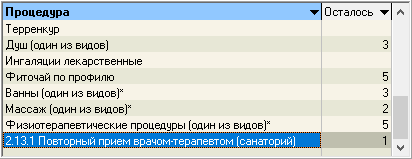 Процедура Осталось
Терренкур
Душ (один из видов) 3
Ингаляции лекарственные
Фиточай по профилю 5
Ванны (один из видов)* 3
Массаж (один из видов)* 2
Физиотерапевтические процедуры (один из видов)* 5
2.13.1 Повторный прием врачом-терапевтом (санаторий) 1